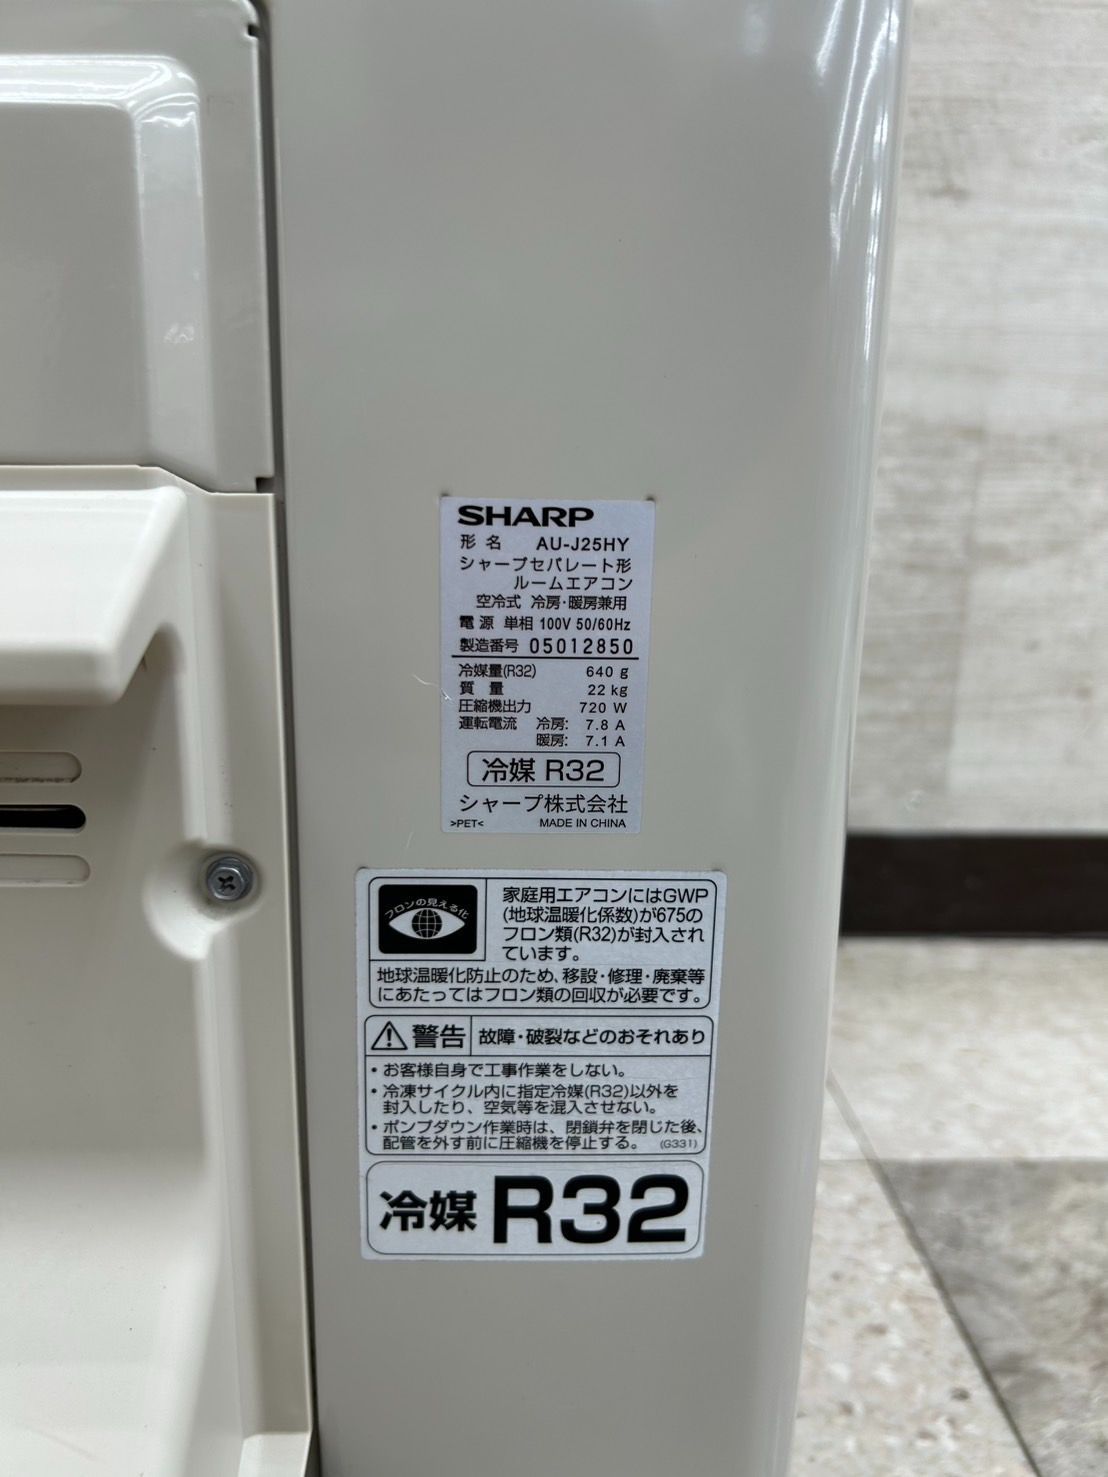 SHARP
形名 AU-J25HY
シャープセパレート形
ルームエアコン
空冷式 冷房・暖房兼用
電源 単相 100V 50/60Hz
製造番号 05012850
冷媒量(R32) 640 g
質量 22 kg
圧縮機出力 720 W
運転電流 冷房: 7.8 A
暖房: 7.1 A
冷媒 R32
シャープ株式会社
>PET< MADE IN CHINA
フロンの見える化
家庭用エアコンにはGWP
(地球温暖化係数)が675の
フロン類(R32)が封入され
ています。
地球温暖化防止のため、移設・修理・廃棄等
にあたってはフロン類の回収が必要です。
警告 故障・破裂などのおそれあり
・お客様自身で工事作業をしない。
・冷凍サイクル内に指定冷媒(R32)以外を
封入したり、空気等を混入させない。
・ポンプダウン作業時は、閉鎖弁を閉じた後、
配管を外す前に圧縮機を停止する。 (G331)
冷媒 R32